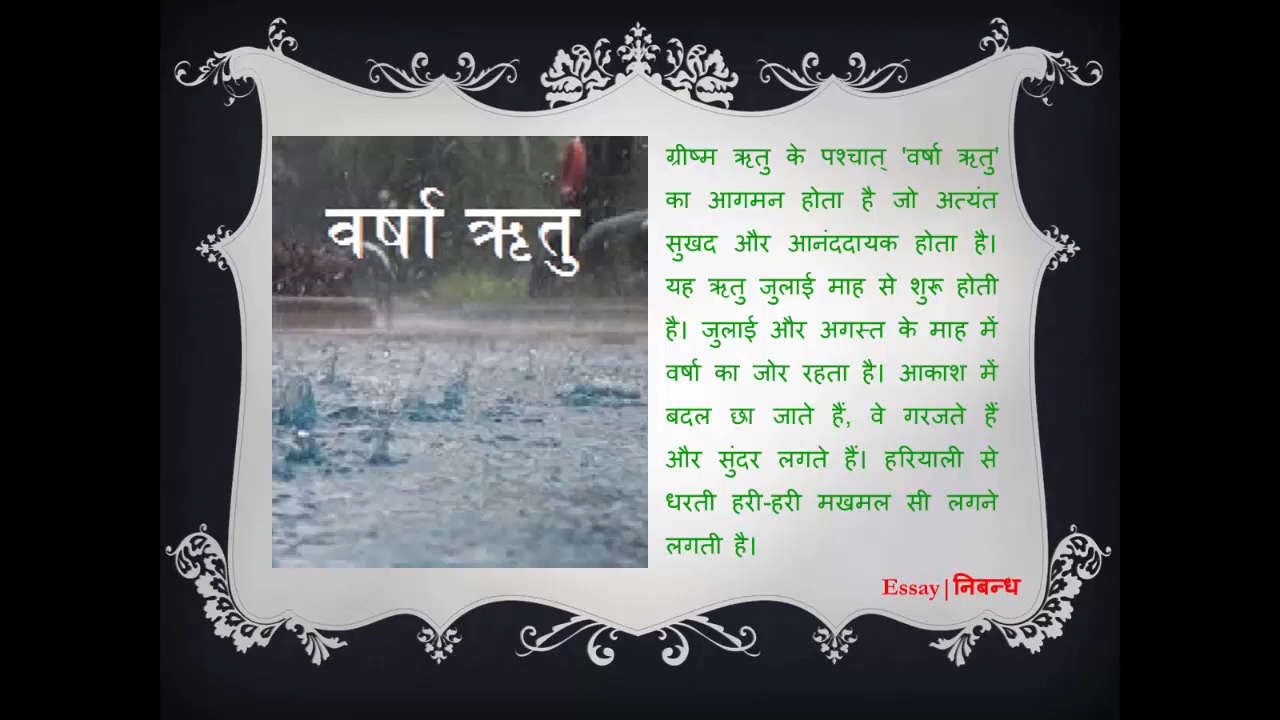 वर्षा ऋतु
ग्रीष्म ऋतु के पश्चात् 'वर्षा ऋतु'
का आगमन होता है जो अत्यंत
सुखद और आनंददायक होता है।
यह ऋतु जुलाई माह से शुरू होती
है। जुलाई और अगस्त के माह में
वर्षा का जोर रहता है। आकाश में
बदल छा जाते हैं, वे गरजते हैं
और सुंदर लगते हैं। हरियाली से
धरती हरी-हरी मखमल सी लगने
लगती है।
Essay|निबन्ध